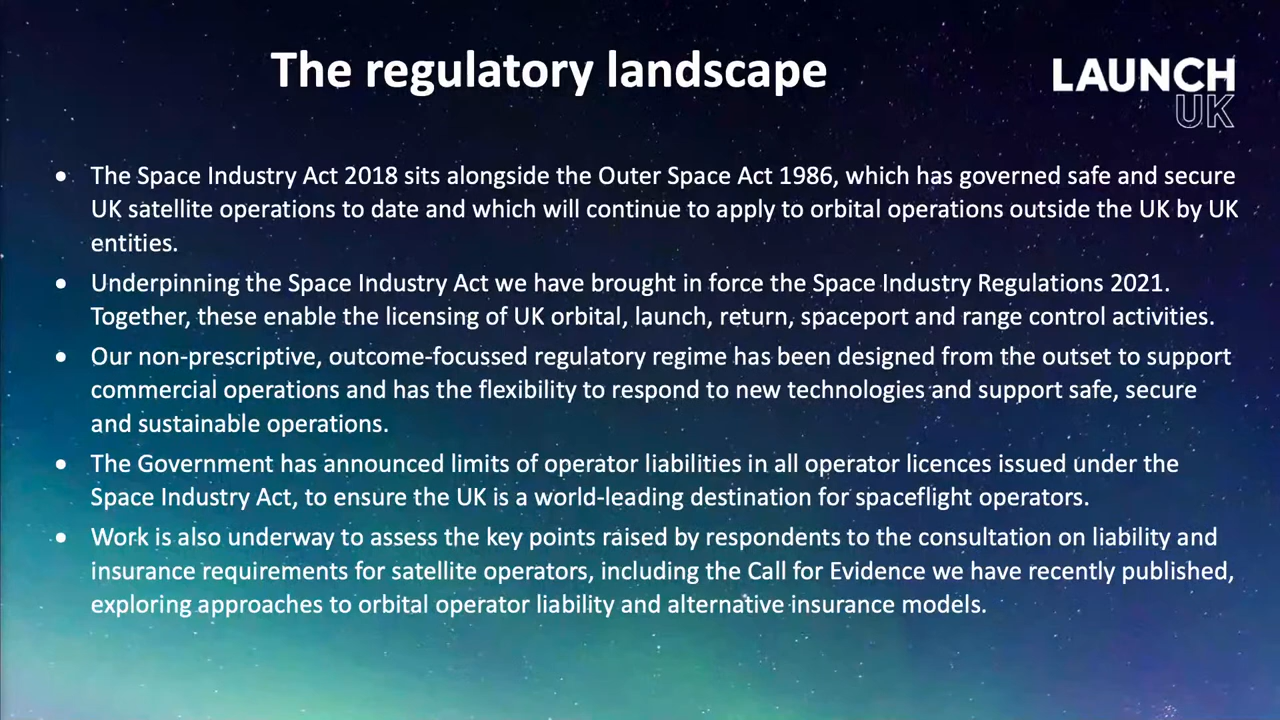 The regulatory landscape
LAUNCH
UK
• The Space Industry Act 2018 sits alongside the Outer Space Act 1986, which has governed safe and secure
UK satellite operations to date and which will continue to apply to orbital operations outside the UK by UK
entities.
• Underpinning the Space Industry Act we have brought in force the Space Industry Regulations 2021.
Together, these enable the licensing of UK orbital, launch, return, spaceport and range control activities.
• Our non-prescriptive, outcome-focussed regulatory regime has been designed from the outset to support
commercial operations and has the flexibility to respond to new technologies and support safe, secure
and sustainable operations.
• The Government has announced limits of operator liabilities in all operator licences issued under the
Space Industry Act, to ensure the UK is a world-leading destination for spaceflight operators.
• Work is also underway to assess the key points raised by respondents to the consultation on liability and
insurance requirements for satellite operators, including the Call for Evidence we have recently published,
exploring approaches to orbital operator liability and alternative insurance models.